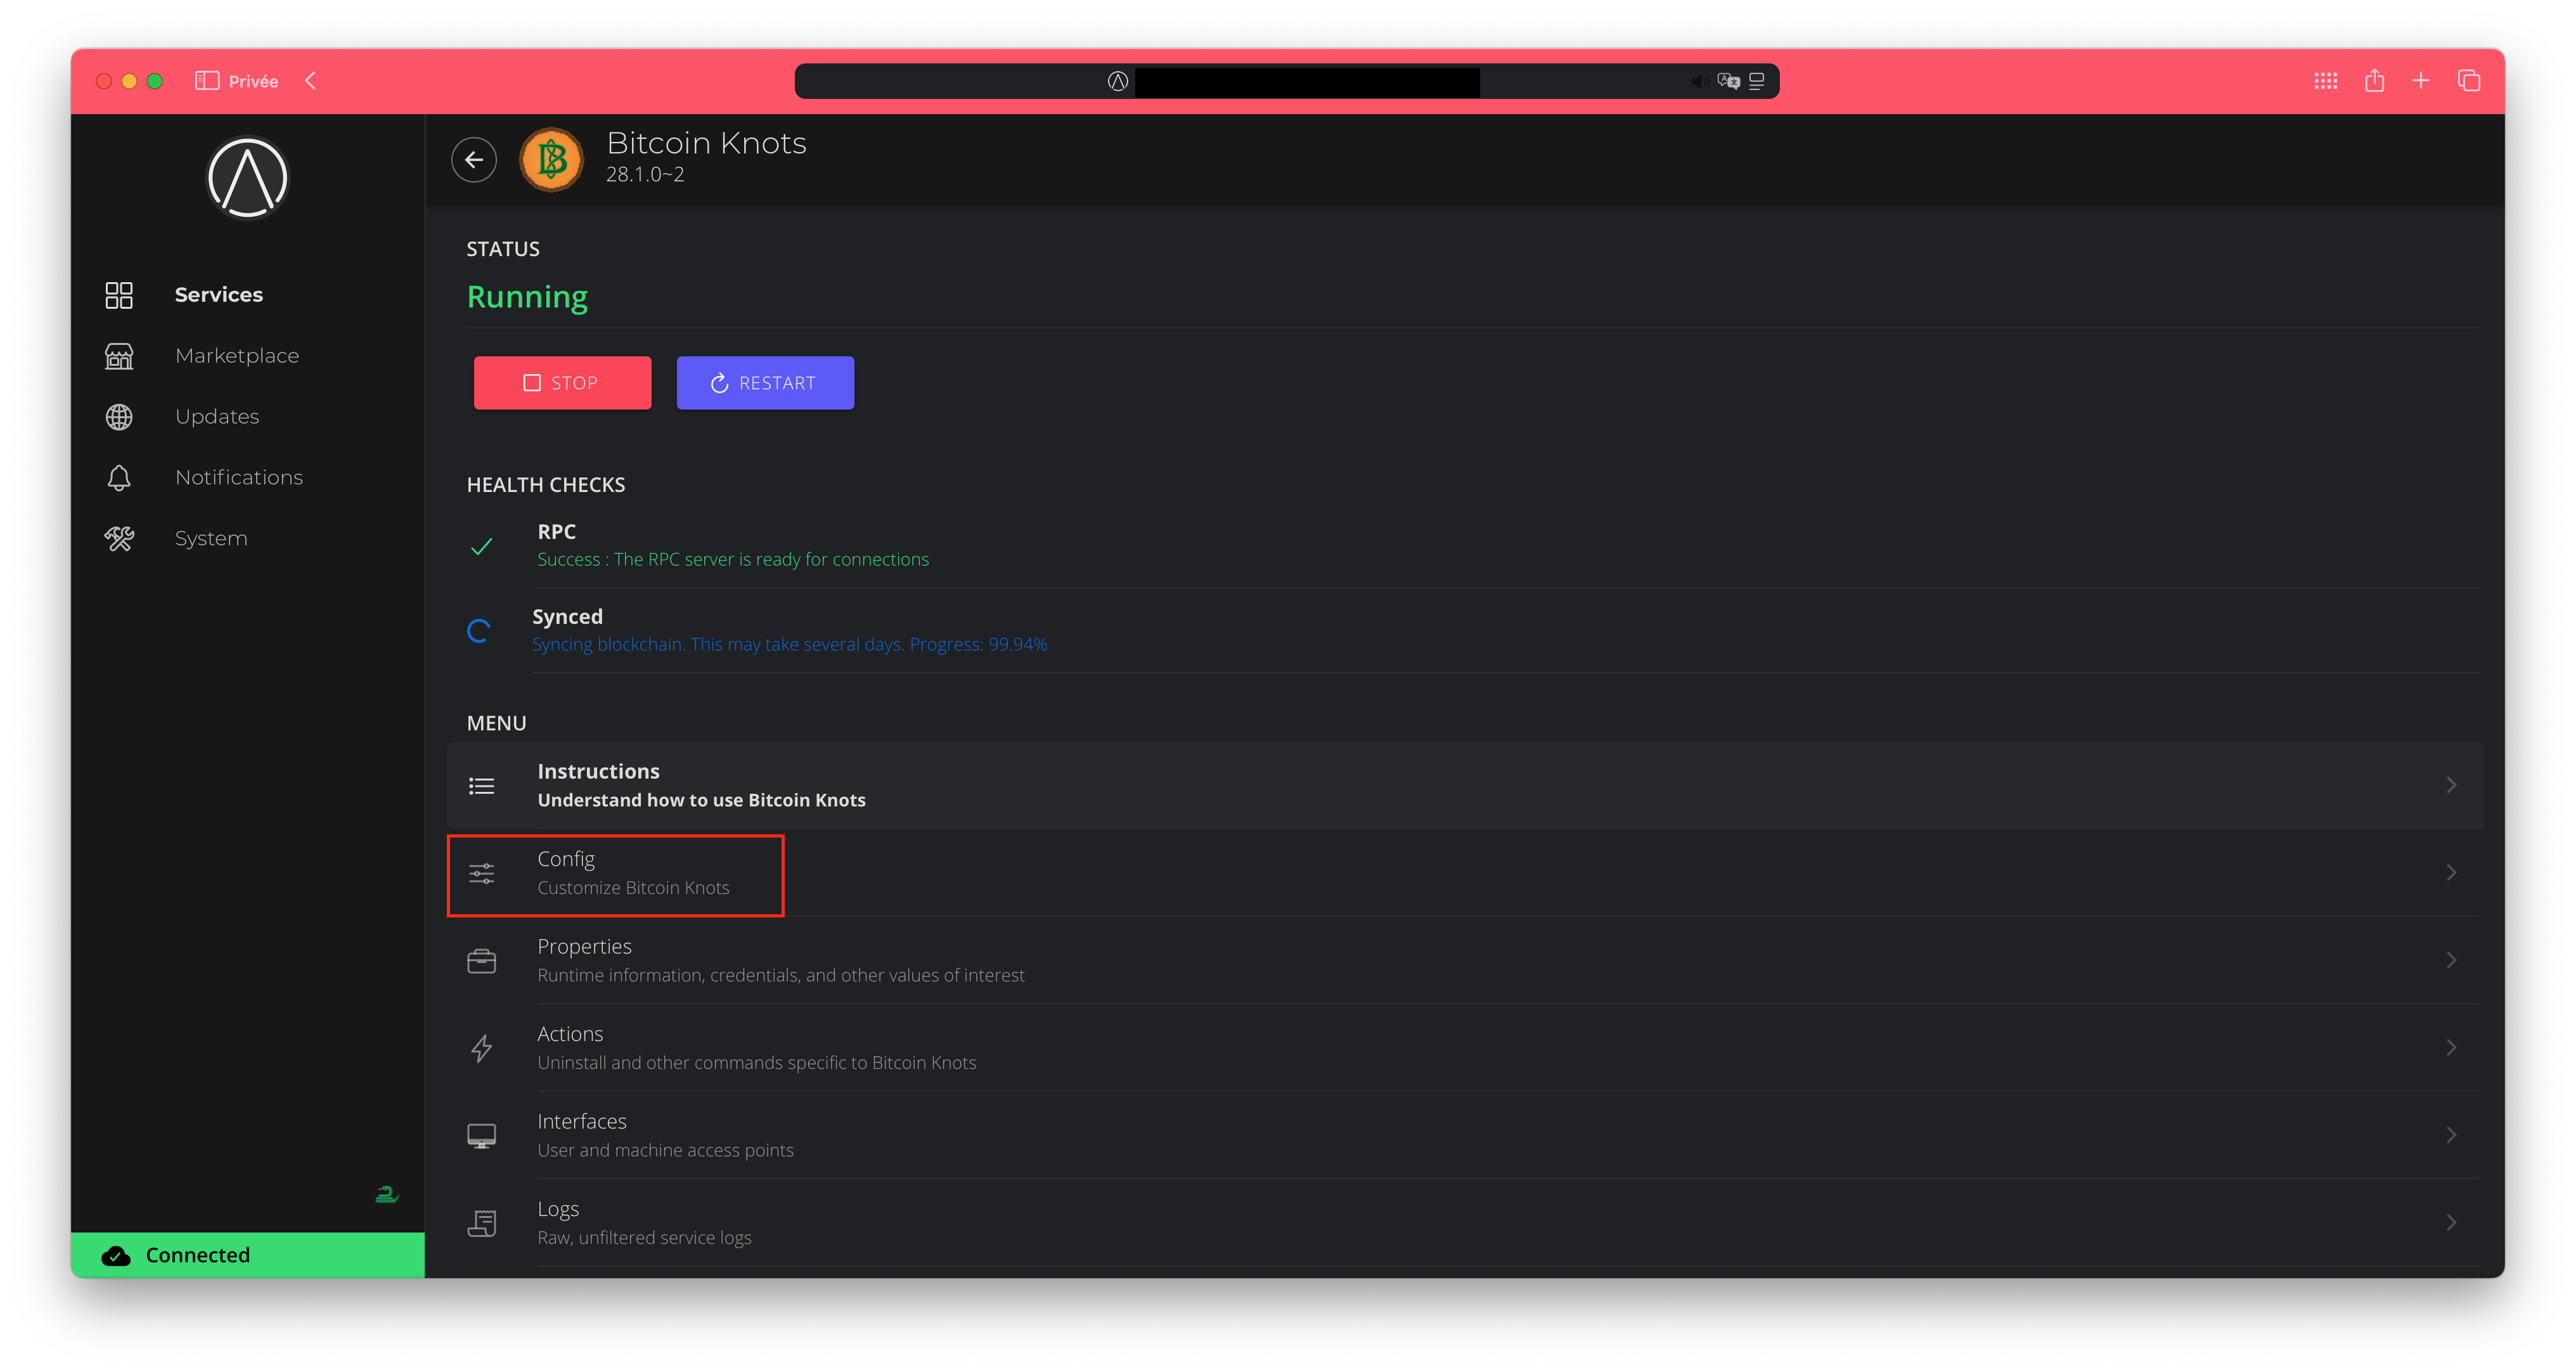 Privée
Bitcoin Knots
28.1.0~2
Services
Marketplace
Updates
Notifications
System
Connected
STATUS
Running
STOP
RESTART
HEALTH CHECKS
RPC
Success : The RPC server is ready for connections
Synced
Syncing blockchain. This may take several days. Progress: 99.94%
MENU
Instructions
Understand how to use Bitcoin Knots
Config
Customize Bitcoin Knots
Properties
Runtime information, credentials, and other values of interest
Actions
Uninstall and other commands specific to Bitcoin Knots
Interfaces
User and machine access points
Logs
Raw, unfiltered service logs